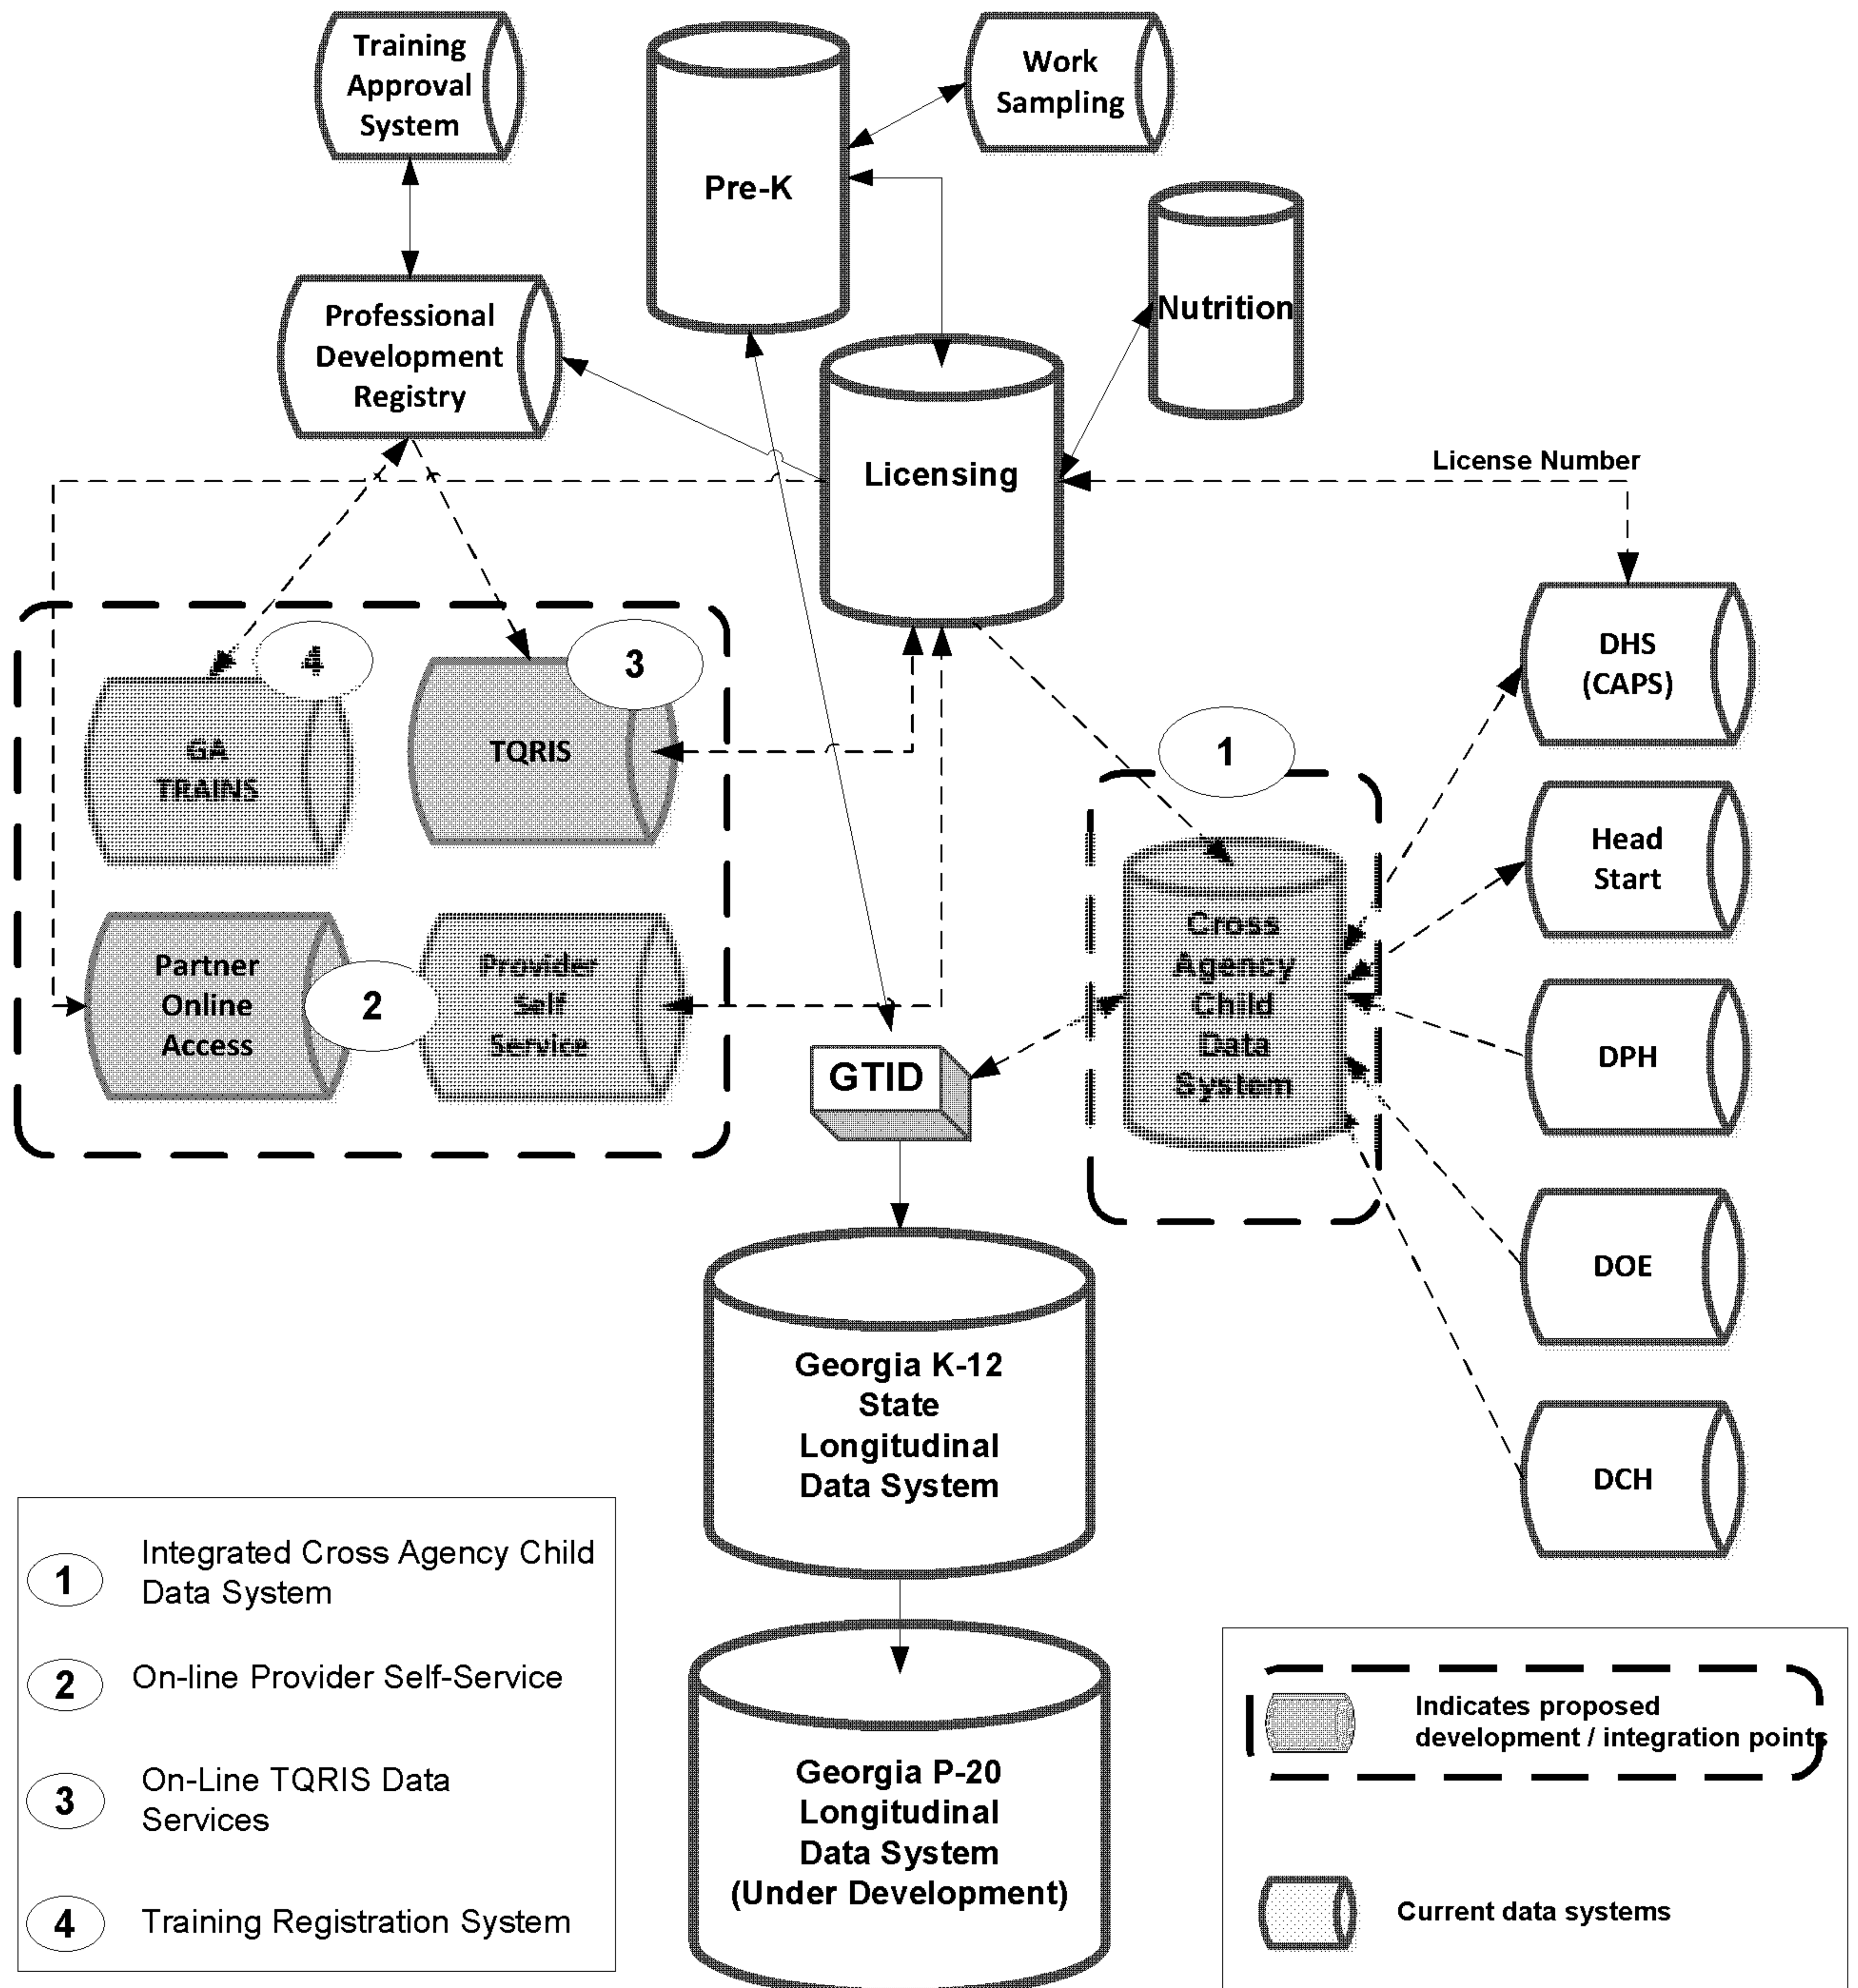 Training
Approval
System
Work
Sampling
Pre-K
Nutrition
Professional
Development
Registry
Licensing
License Number
4
3
GA
TRAINS
TQRIS
1
DHS
(CAPS)
Head
Start
Partner
Online
Access
2
Provider
Self
Service
Cross
Agency
Child
Data
System
DPH
GTID
DOE
Georgia K-12
State
Longitudinal
Data System
DCH
1
Integrated Cross Agency Child
Data System
2
On-line Provider Self-Service
3
On-Line TQRIS Data
Services
4
Training Registration System
Georgia P-20
Longitudinal
Data System
(Under Development)
Indicates proposed
development / integration points
Current data systems